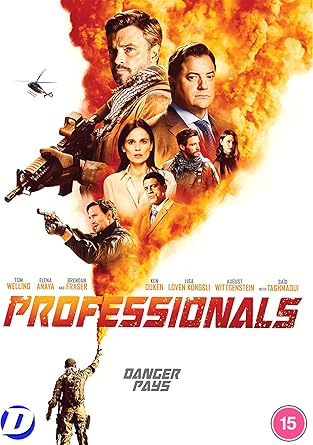 TOM WELLING
ELENA ANAYA
AND BRENDAN FRASER
KEN DUKEN
LISA LOVEN KONGSLI
AUGUST WITTGENSTEIN
WITH SAÏD TAGHMAOUI
PROFESSIONALS
DANGER PAYS
D
15